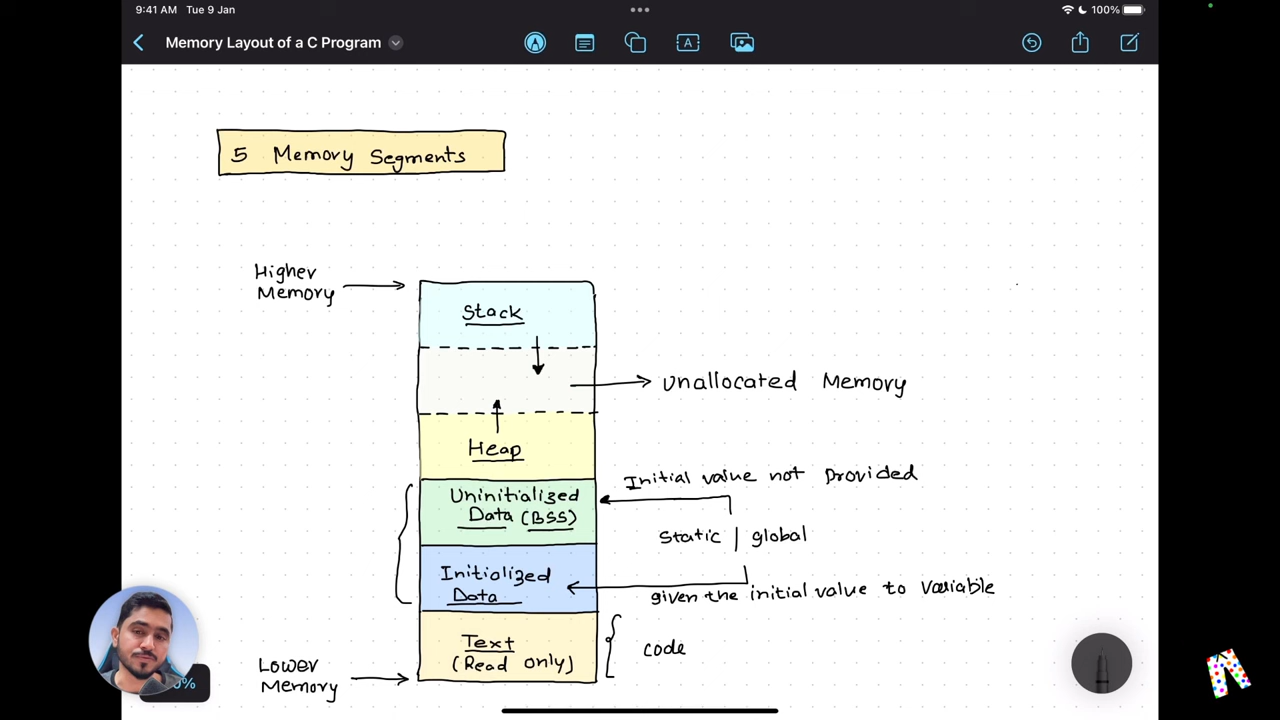 9:41 AM Tue 9 Jan
100%
Memory Layout of a C Program
A
5 Memory Segments
Higher
Memory
Stack
Unallocated Memory
Heap
Initial value not provided
Uninitialized
Data (BSS)
Static | global
Initialized
Data
given the initial value to variable
Text
(Read only)
code
Lower
Memory
%